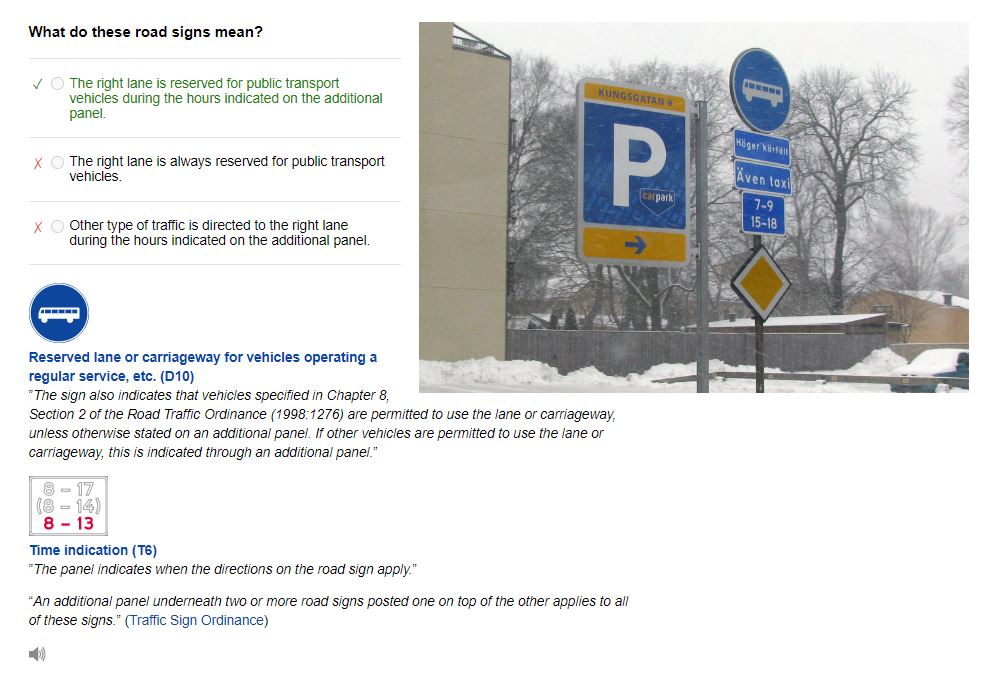 What do these road signs mean?
✓ The right lane is reserved for public transport
vehicles during the hours indicated on the additional
panel.
✗ The right lane is always reserved for public transport
vehicles.
✗ Other type of traffic is directed to the right lane
during the hours indicated on the additional panel.
KUNGSGATAN 9
P
carpark
→
Höger körfält
Även taxi
7-9
15-18
Reserved lane or carriageway for vehicles operating a
regular service, etc. (D10)
"The sign also indicates that vehicles specified in Chapter 8,
Section 2 of the Road Traffic Ordinance (1998:1276) are permitted to use the lane or carriageway,
unless otherwise stated on an additional panel. If other vehicles are permitted to use the lane or
carriageway, this is indicated through an additional panel."
8 – 17
(8 – 14)
8 – 13
Time indication (T6)
"The panel indicates when the directions on the road sign apply."
"An additional panel underneath two or more road signs posted one on top of the other applies to all
of these signs." (Traffic Sign Ordinance)